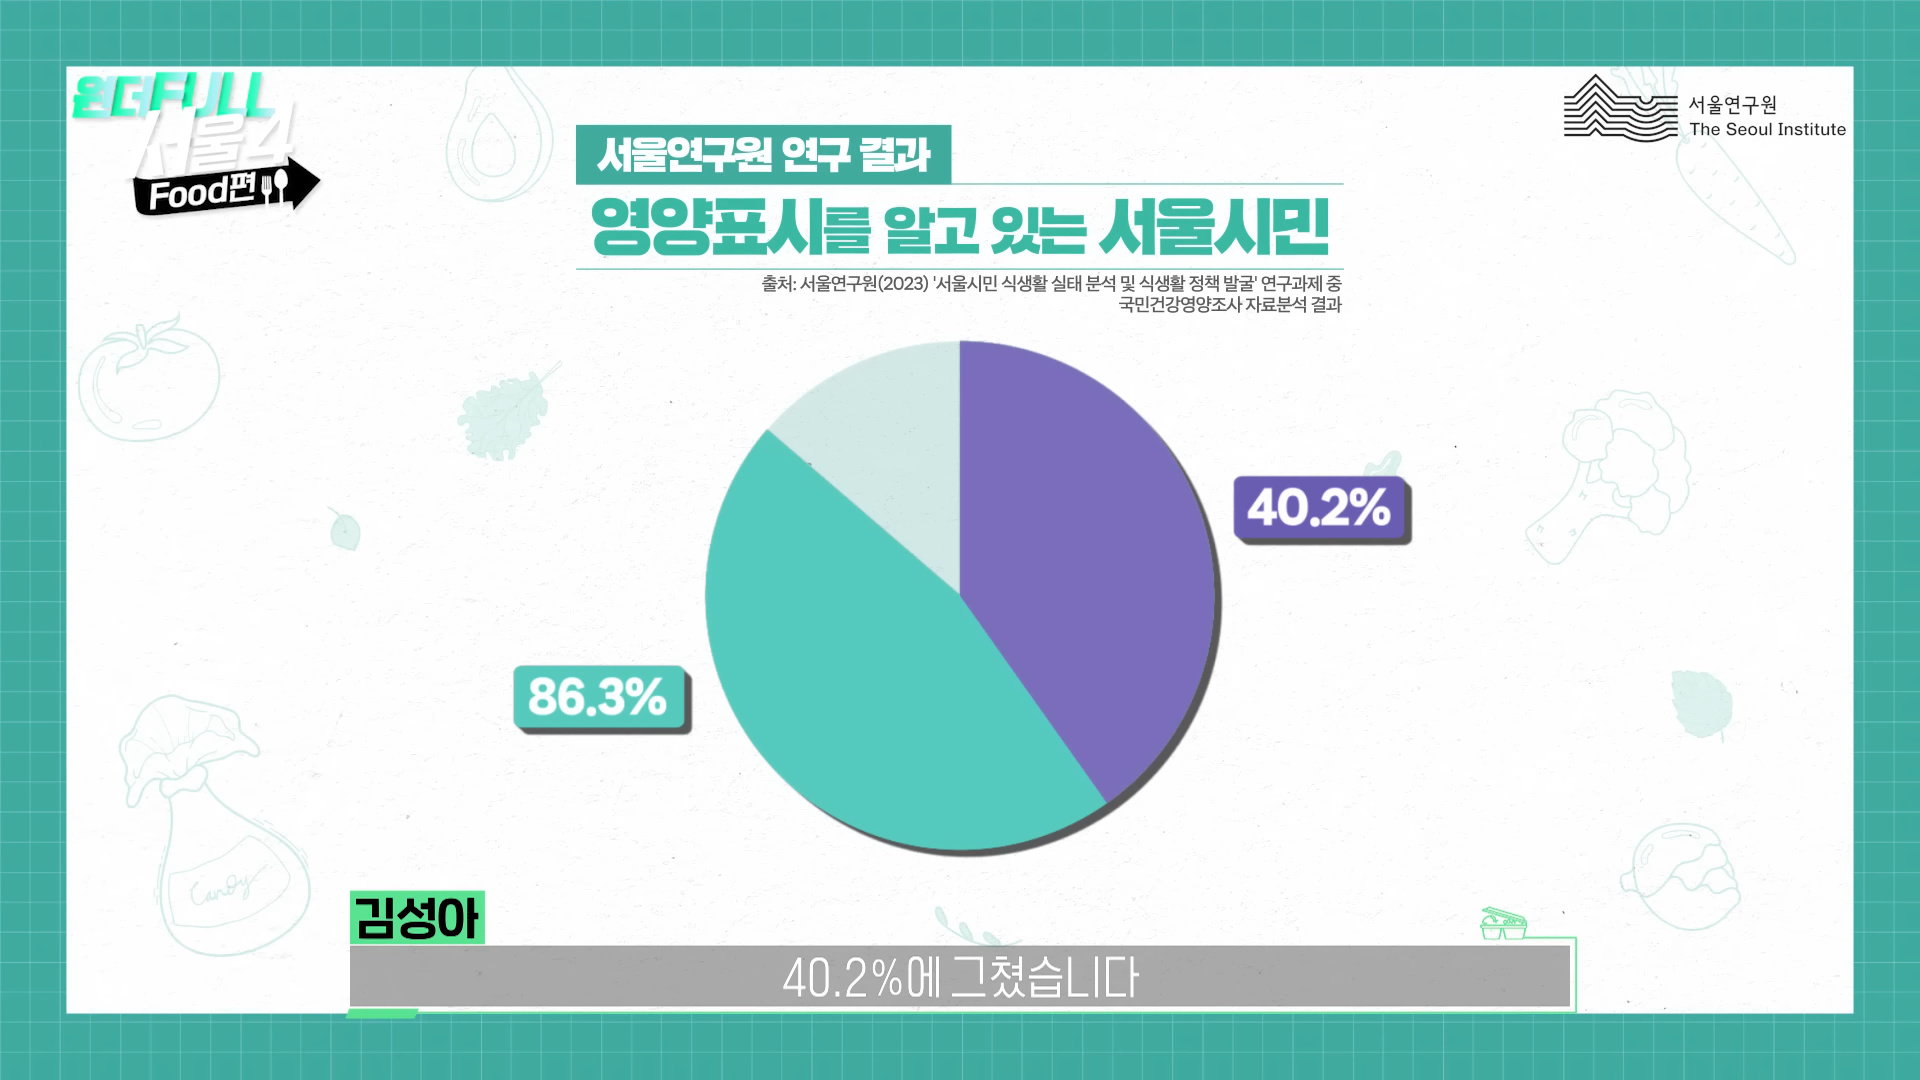 원더FULL
서울4
Food편
서울연구원
The Seoul Institute
서울연구원 연구 결과
영양표시를 알고 있는 서울시민
출처: 서울연구원(2023) '서울시민 식생활 실태 분석 및 식생활 정책 발굴' 연구과제 중
국민건강영양조사 자료분석 결과
40.2%
86.3%
Candy
김성아
40.2%에 그쳤습니다